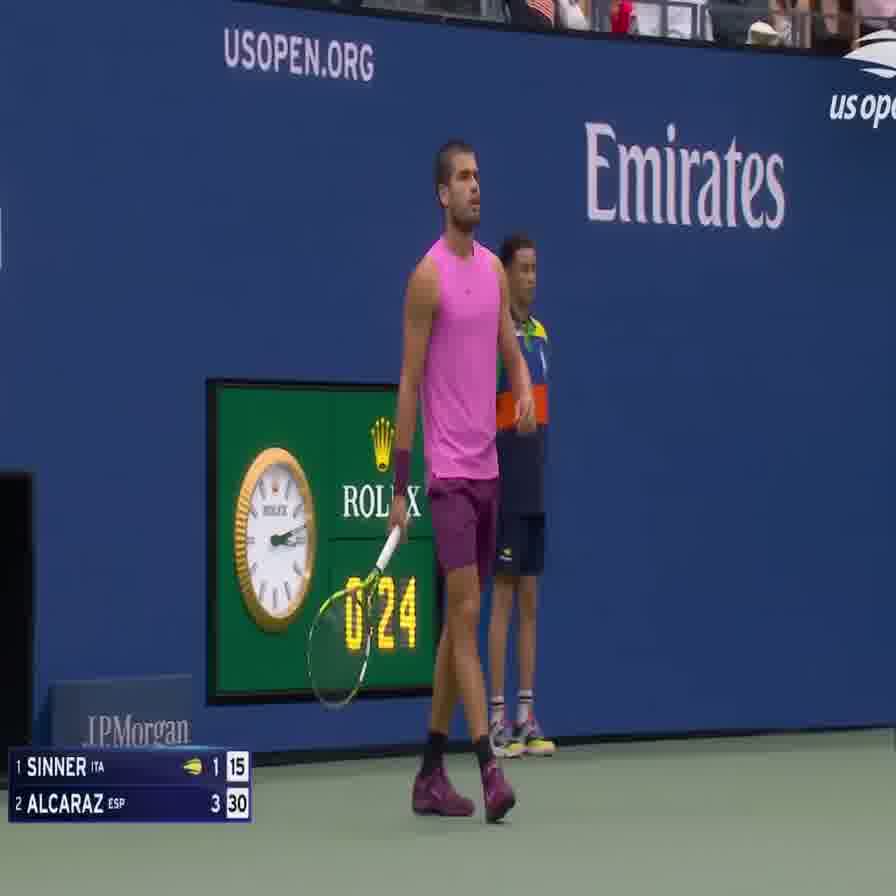 USOPEN.ORG
us ope
Emirates
ROLEX
ROLEX
0:24
J.P.Morgan
1 SINNER ITA 1 15
2 ALCARAZ ESP 3 30